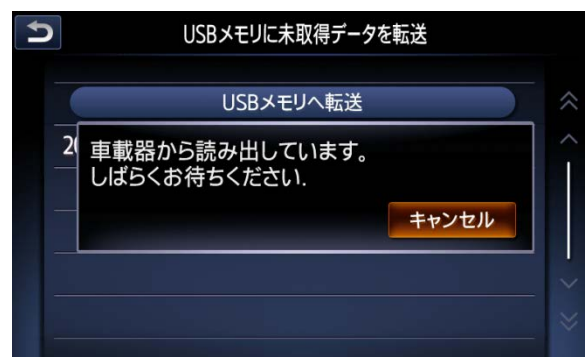 USBメモリに未取得データを転送
USBメモリへ転送
20
車載器から読み出しています。
しばらくお待ちください.
キャンセル